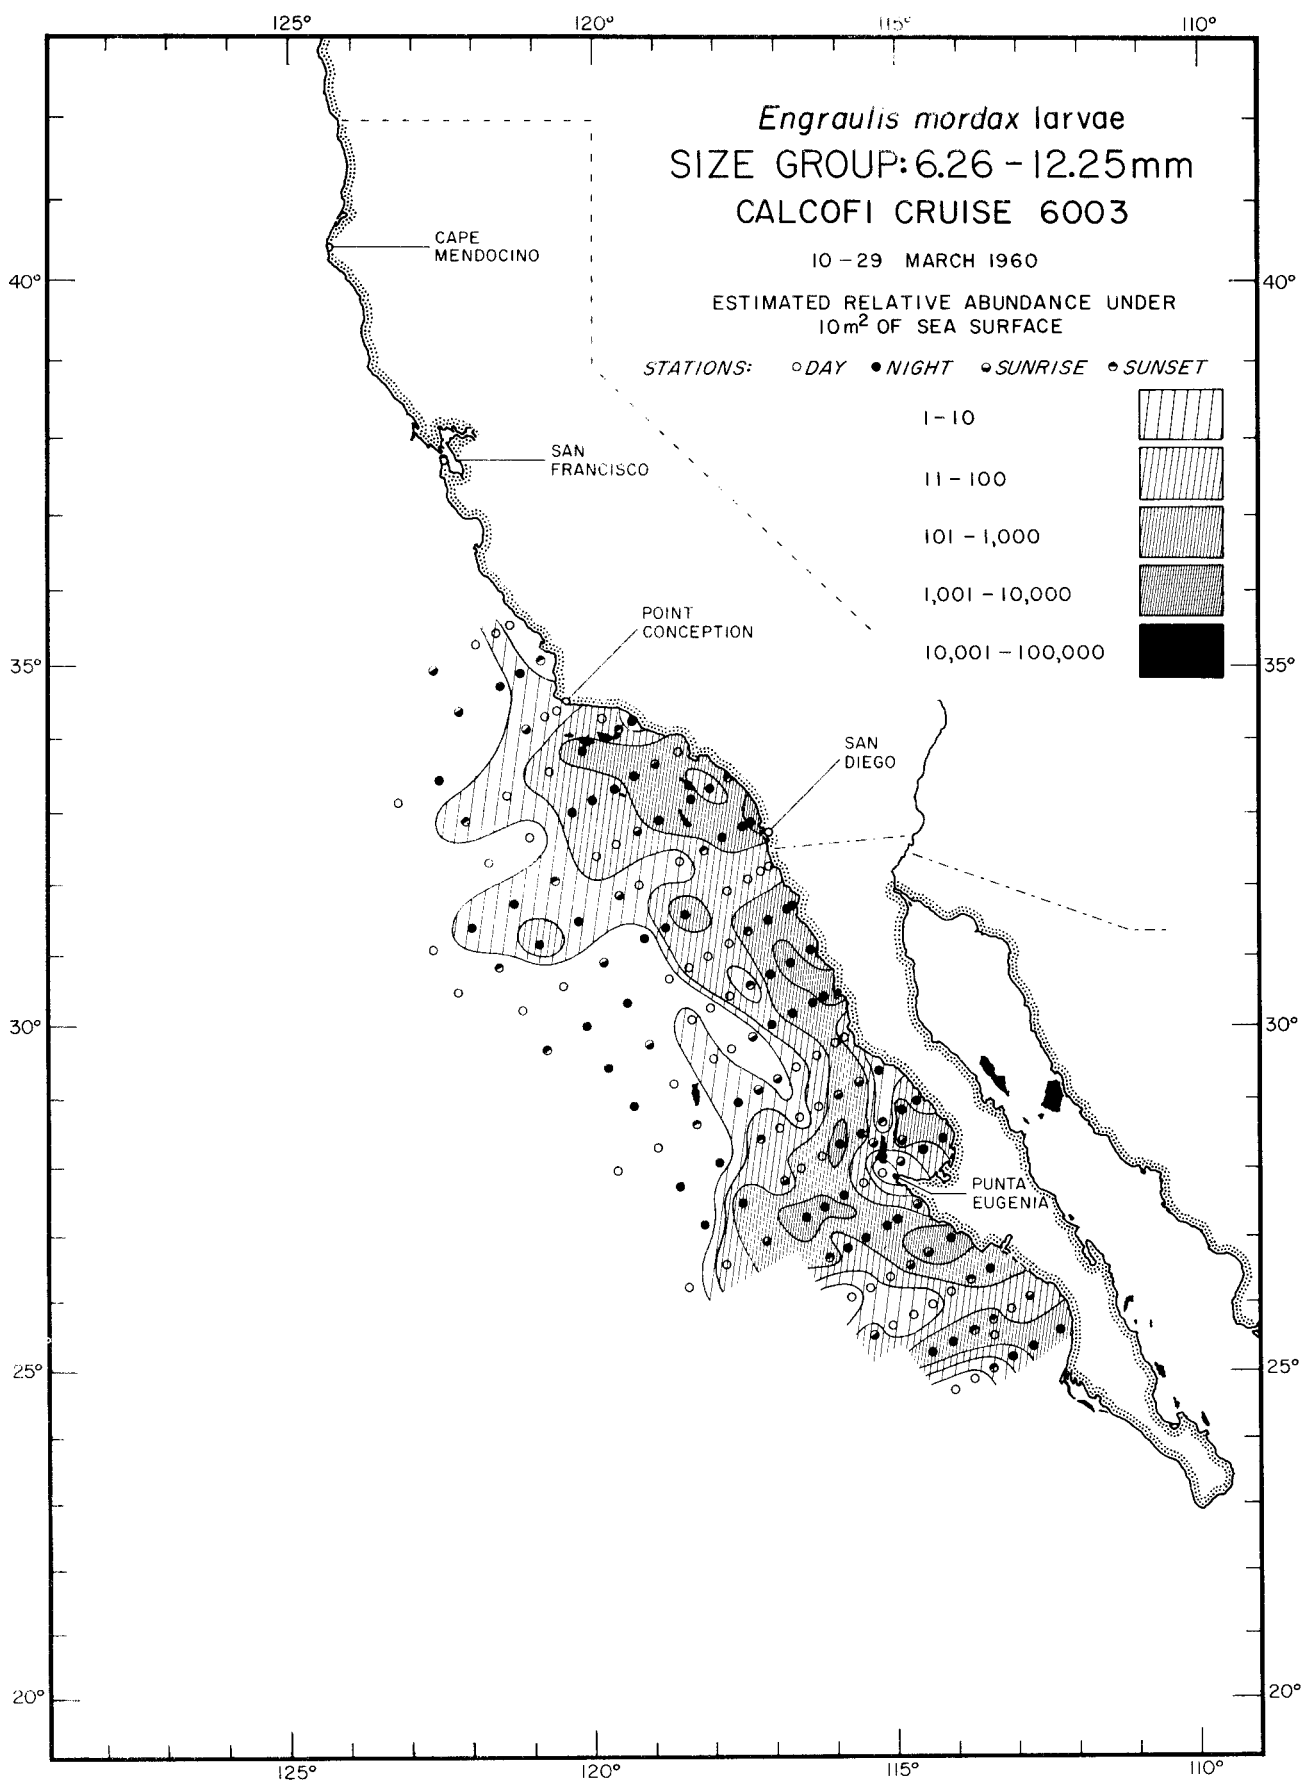 125° 120° 115° 110°
Engraulis mordax larvae
SIZE GROUP: 6.26 – 12.25mm
CALCOFI CRUISE 6003
10 – 29 MARCH 1960
ESTIMATED RELATIVE ABUNDANCE UNDER
10m² OF SEA SURFACE
STATIONS: ○ DAY ● NIGHT ◒ SUNRISE ◓ SUNSET
1 – 10
11 – 100
101 – 1,000
1,001 – 10,000
10,001 – 100,000
CAPE
MENDOCINO
40° 40°
SAN
FRANCISCO
POINT
CONCEPTION
35° 35°
SAN
DIEGO
30° 30°
PUNTA
EUGENIA
25° 25°
20° 20°
125° 120° 115° 110°